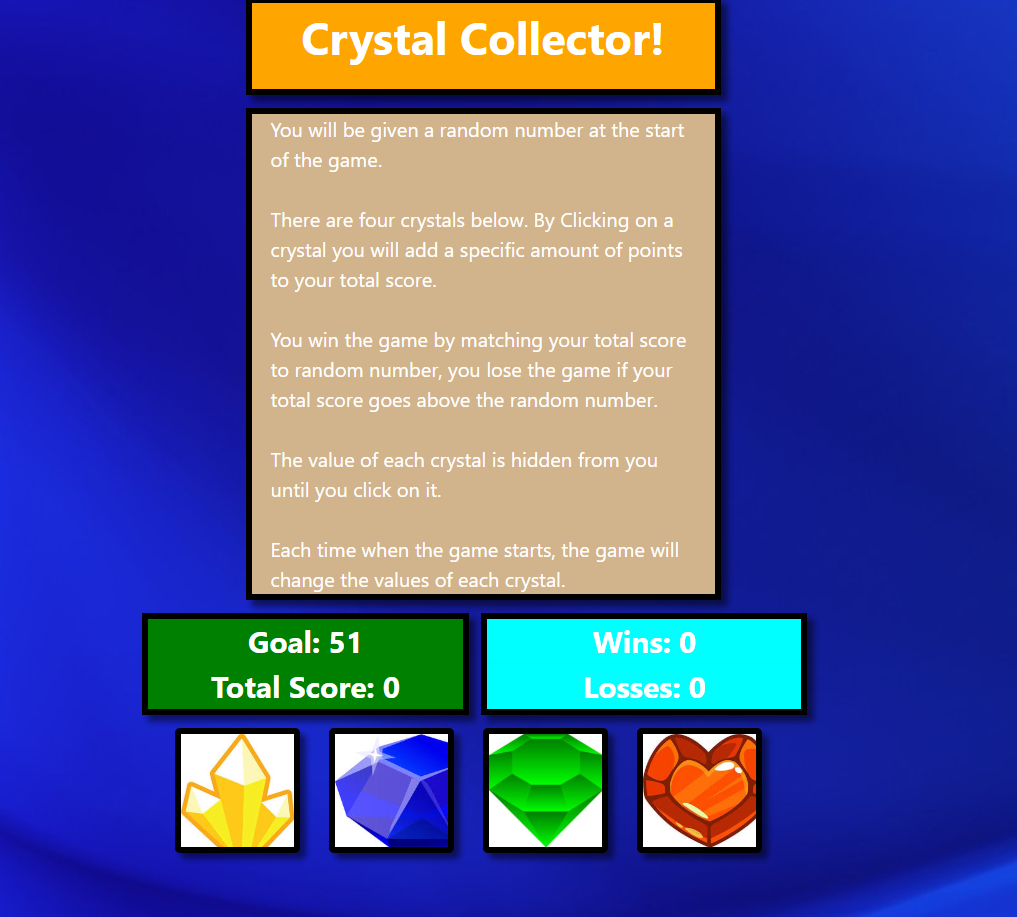 Crystal Collector!
You will be given a random number at the start
of the game.
There are four crystals below. By Clicking on a
crystal you will add a specific amount of points
to your total score.
You win the game by matching your total score
to random number, you lose the game if your
total score goes above the random number.
The value of each crystal is hidden from you
until you click on it.
Each time when the game starts, the game will
change the values of each crystal.
Goal: 51
Total Score: 0
Wins: 0
Losses: 0